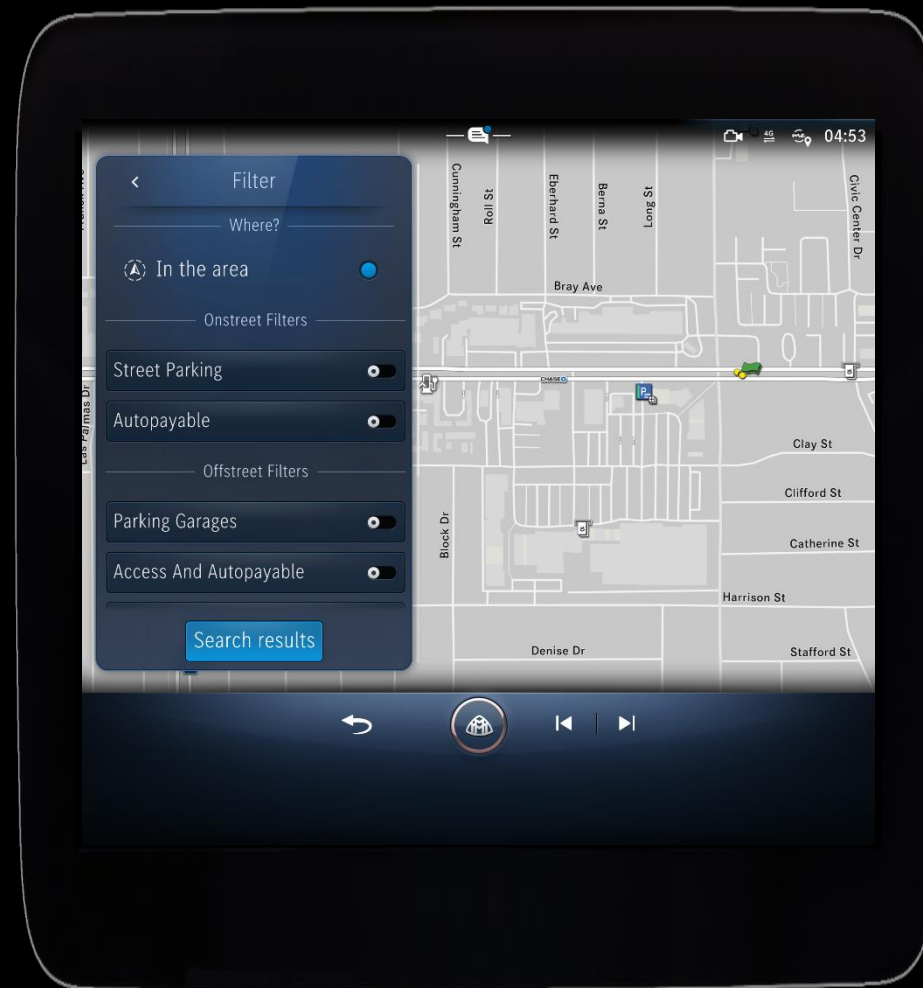 04:53
4G
Filter
Where?
In the area
Onstreet Filters
Street Parking
Autopayable
Offstreet Filters
Parking Garages
Access And Autopayable
Search results
Cunningham St
Roll St
Eberhard St
Berna St
Long St
Civic Center Dr
Bray Ave
CHASE
P
Las Palmas Dr
Clay St
Clifford St
Block Dr
Catherine St
Harrison St
Denise Dr
Stafford St